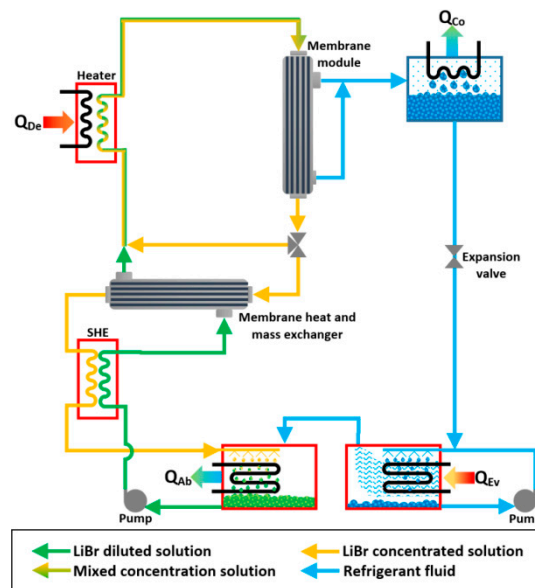 Q_Co
Membrane
module
Heater
Q_De
Expansion
valve
Membrane heat and
mass exchanger
SHE
Q_Ab
Q_Ev
Pump
Pum
LiBr diluted solution
LiBr concentrated solution
Mixed concentration solution
Refrigerant fluid